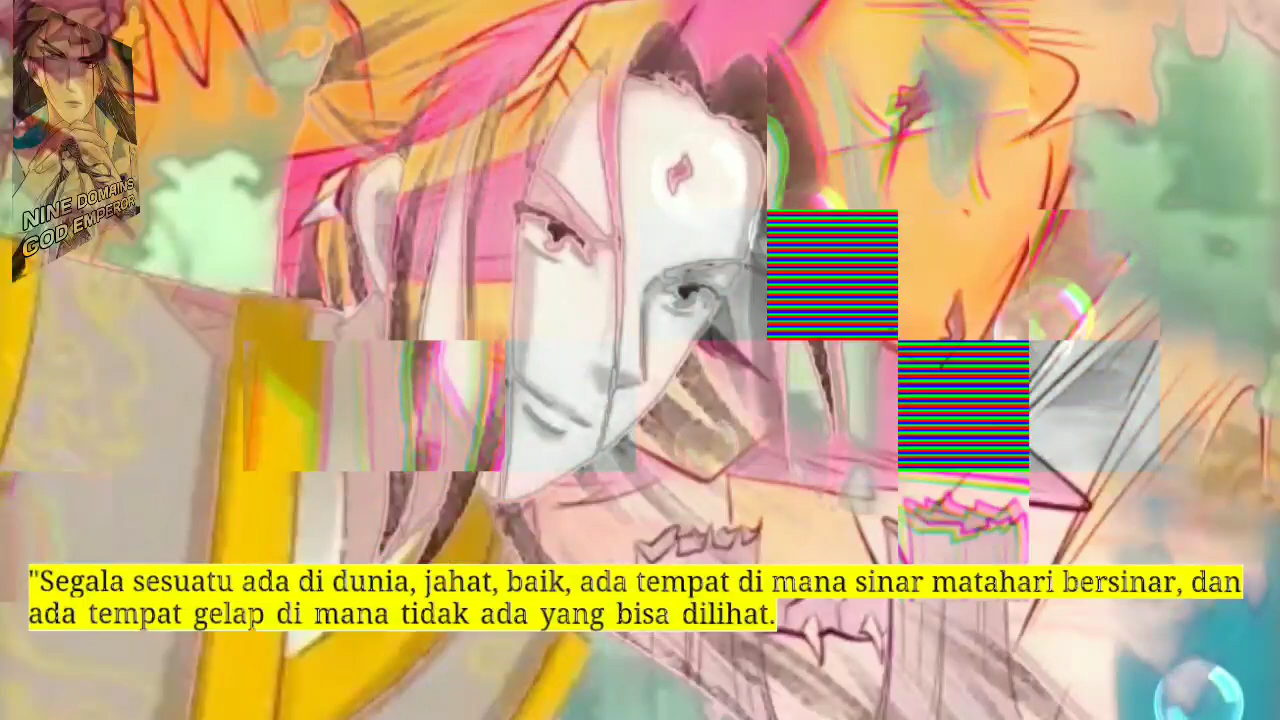 NINE DOMAINS
GOD EMPEROR
"Segala sesuatu ada di dunia, jahat, baik, ada tempat di mana sinar matahari bersinar, dan
ada tempat gelap di mana tidak ada yang bisa dilihat.